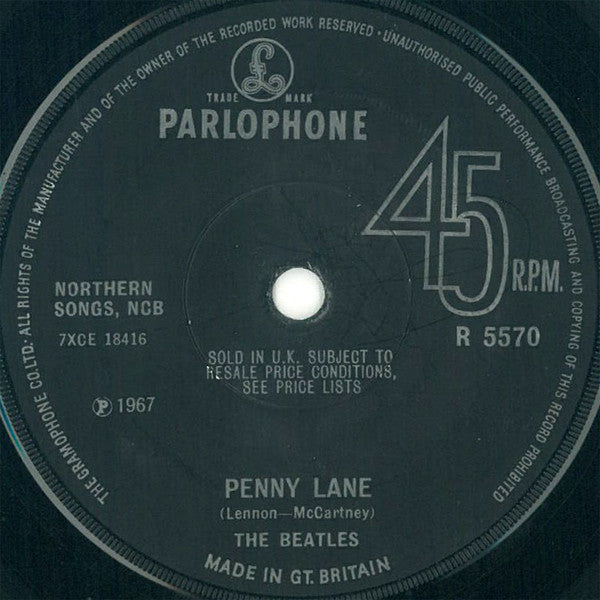 THE GRAMOPHONE CO.LTD. · ALL RIGHTS OF THE MANUFACTURER AND OF THE OWNER OF THE RECORDED WORK RESERVED · UNAUTHORISED PUBLIC PERFORMANCE BROADCASTING AND COPYING OF THIS RECORD PROHIBITED
£
TRADE MARK
PARLOPHONE
45 R.P.M.
NORTHERN
SONGS, NCB
7XCE 18416
R 5570
SOLD IN U.K. SUBJECT TO
RESALE PRICE CONDITIONS,
SEE PRICE LISTS
℗ 1967
PENNY LANE
(Lennon—McCartney)
THE BEATLES
MADE IN GT. BRITAIN